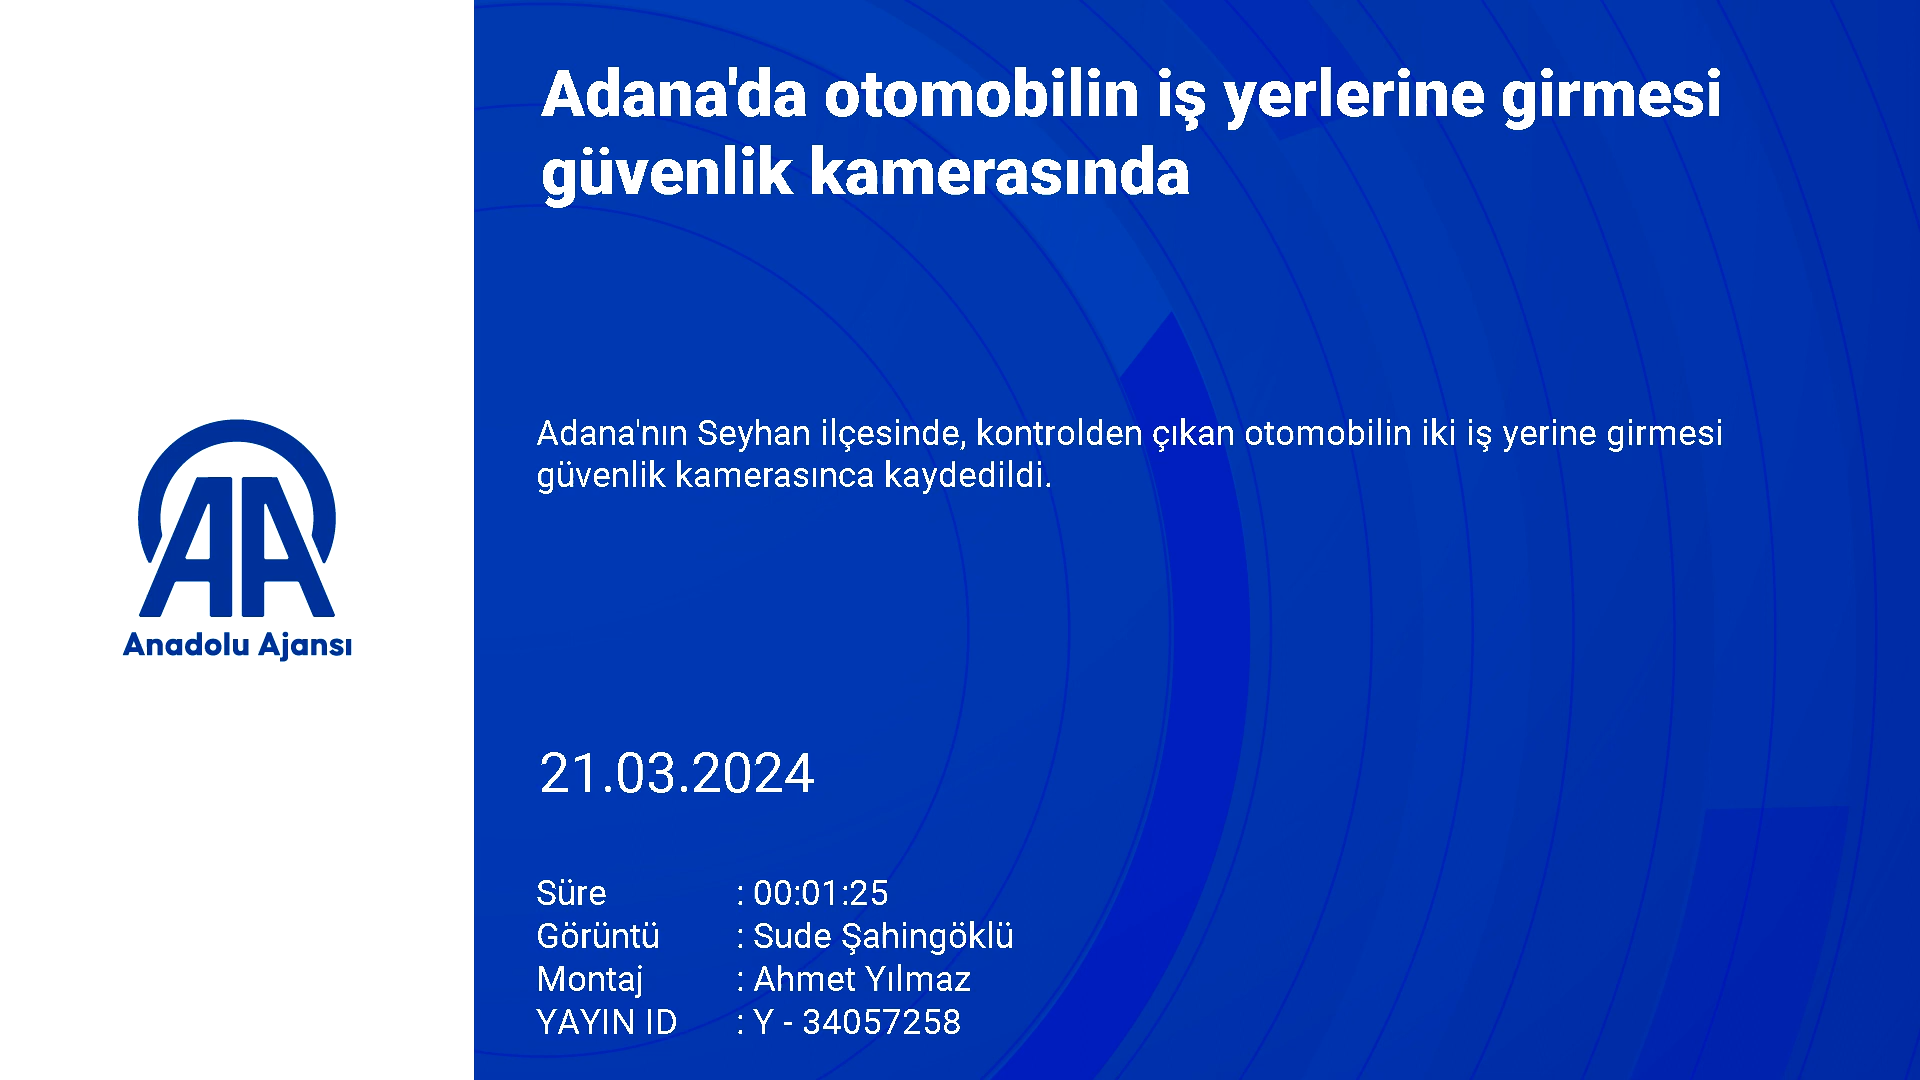 Adana'da otomobilin iş yerlerine girmesi
güvenlik kamerasında
Adana'nın Seyhan ilçesinde, kontrolden çıkan otomobilin iki iş yerine girmesi
güvenlik kamerasınca kaydedildi.
AA
Anadolu Ajansı
21.03.2024
Süre : 00:01:25
Görüntü : Sude Şahingöklü
Montaj : Ahmet Yılmaz
YAYIN ID : Y - 34057258